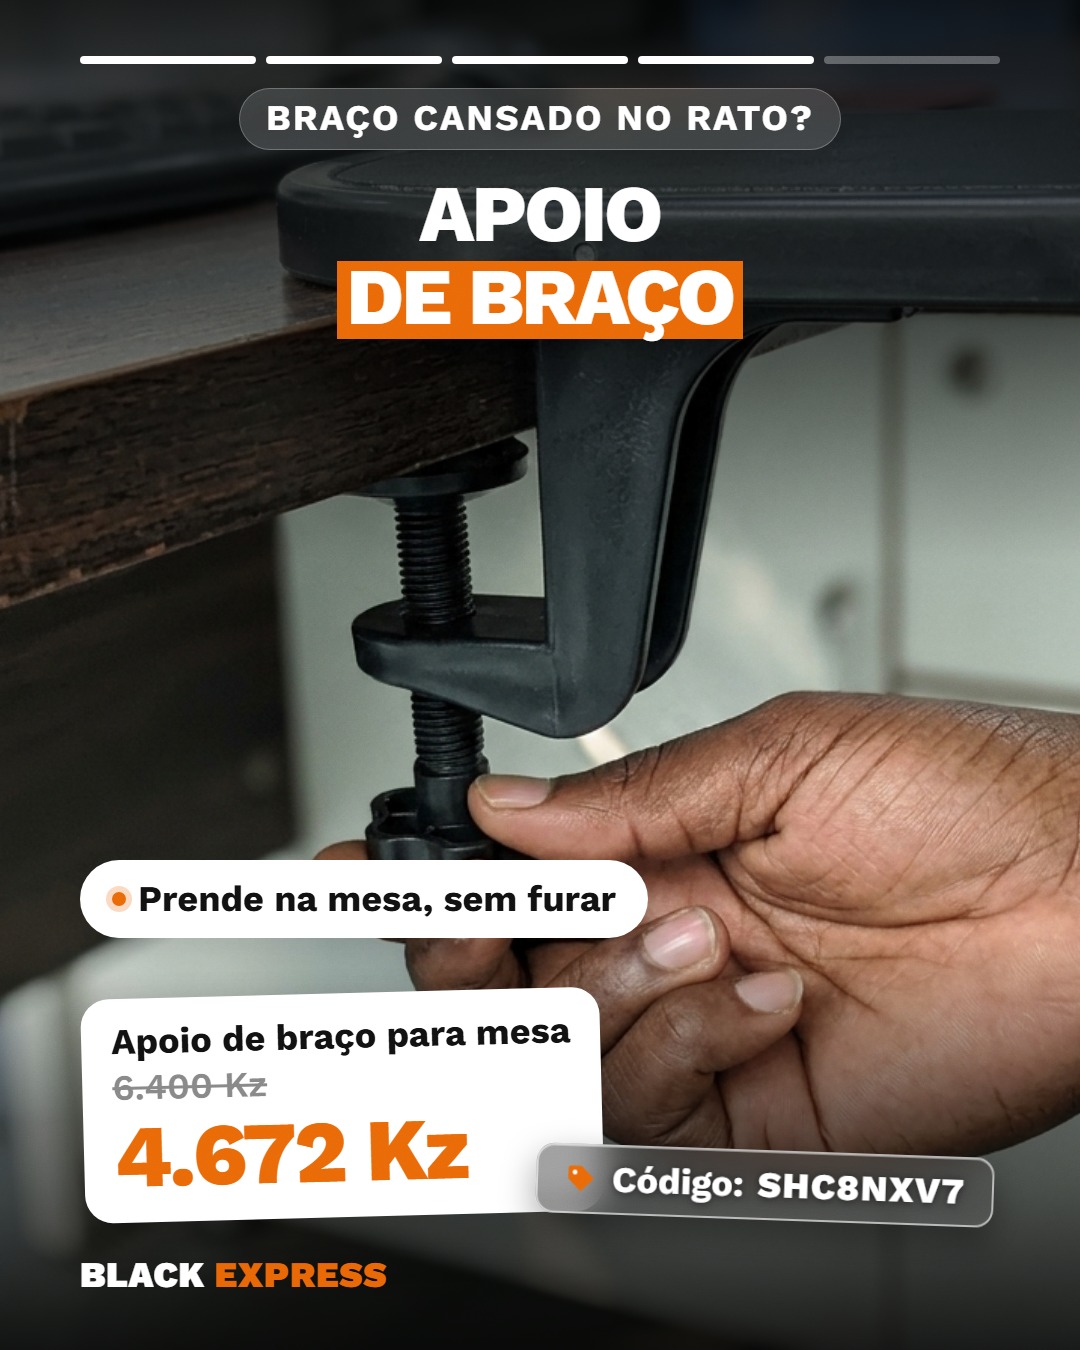 BRAÇO CANSADO NO RATO?
APOIO
DE BRAÇO
Prende na mesa, sem furar
Apoio de braço para mesa
6.400 Kz
4.672 Kz
Código: SHC8NXV7
BLACK EXPRESS